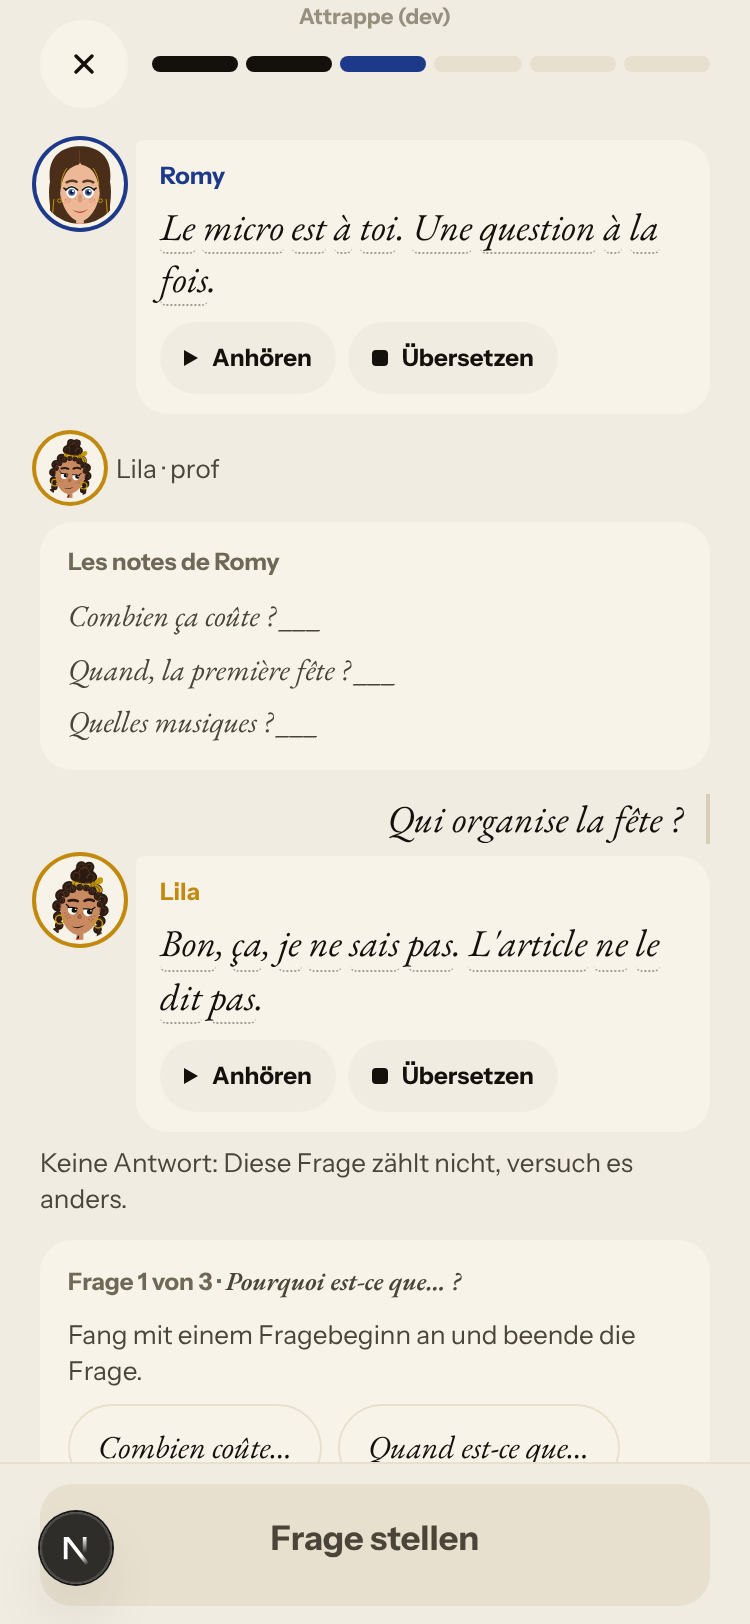 Attrappe (dev)
Romy
Le micro est à toi. Une question à la
fois.
Anhören
Übersetzen
Lila · prof
Les notes de Romy
Combien ça coûte ?___
Quand, la première fête ?___
Quelles musiques ?___
Qui organise la fête ?
Lila
Bon, ça, je ne sais pas. L'article ne le
dit pas.
Anhören
Übersetzen
Keine Antwort: Diese Frage zählt nicht, versuch es
anders.
Frage 1 von 3 · Pourquoi est-ce que... ?
Fang mit einem Fragebeginn an und beende die
Frage.
Combien coûte...
Quand est-ce que...
Frage stellen
N